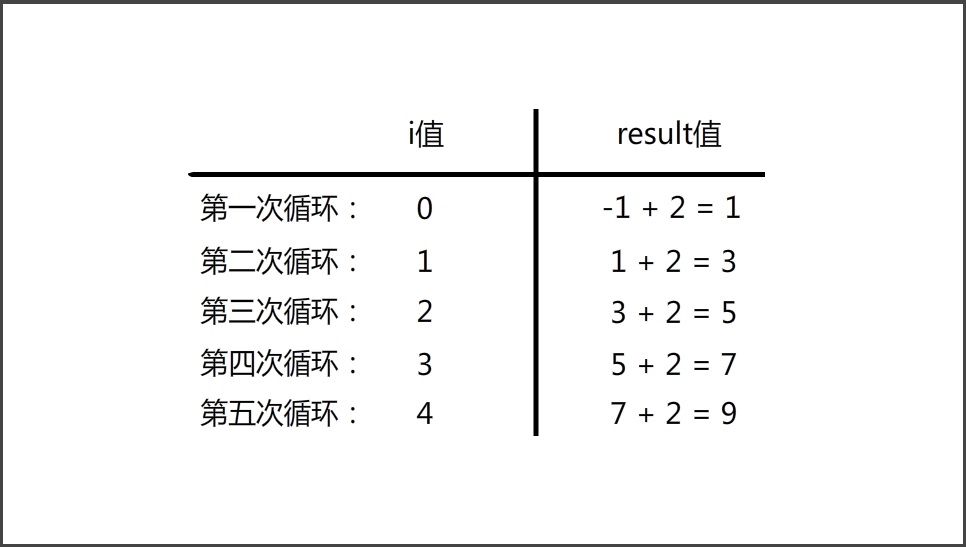 i值 result值
第一次循环： 0 -1 + 2 = 1
第二次循环： 1 1 + 2 = 3
第三次循环： 2 3 + 2 = 5
第四次循环： 3 5 + 2 = 7
第五次循环： 4 7 + 2 = 9